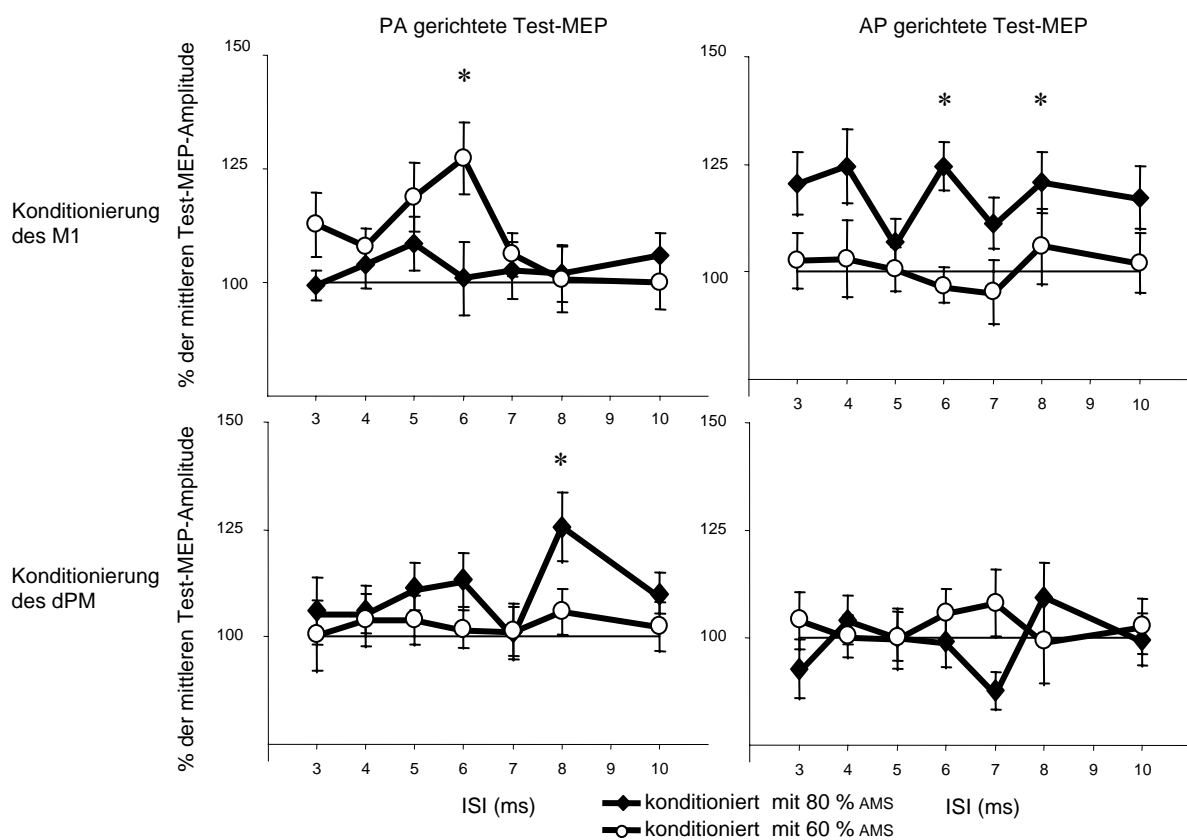 PA gerichtete Test-MEP
AP gerichtete Test-MEP
Konditionierung
des M1
% der mittleren Test-MEP-Amplitude
150
125
100
*
3 4 5 6 7 8 9 10
150
125
100
* *
3 4 5 6 7 8 9 10
Konditionierung
des dPM
% der mittleren Test-MEP-Amplitude
150
125
100
*
3 4 5 6 7 8 9 10
ISI (ms)
150
125
100
3 4 5 6 7 8 9 10
ISI (ms)
konditioniert mit 80 % AMS
konditioniert mit 60 % AMS